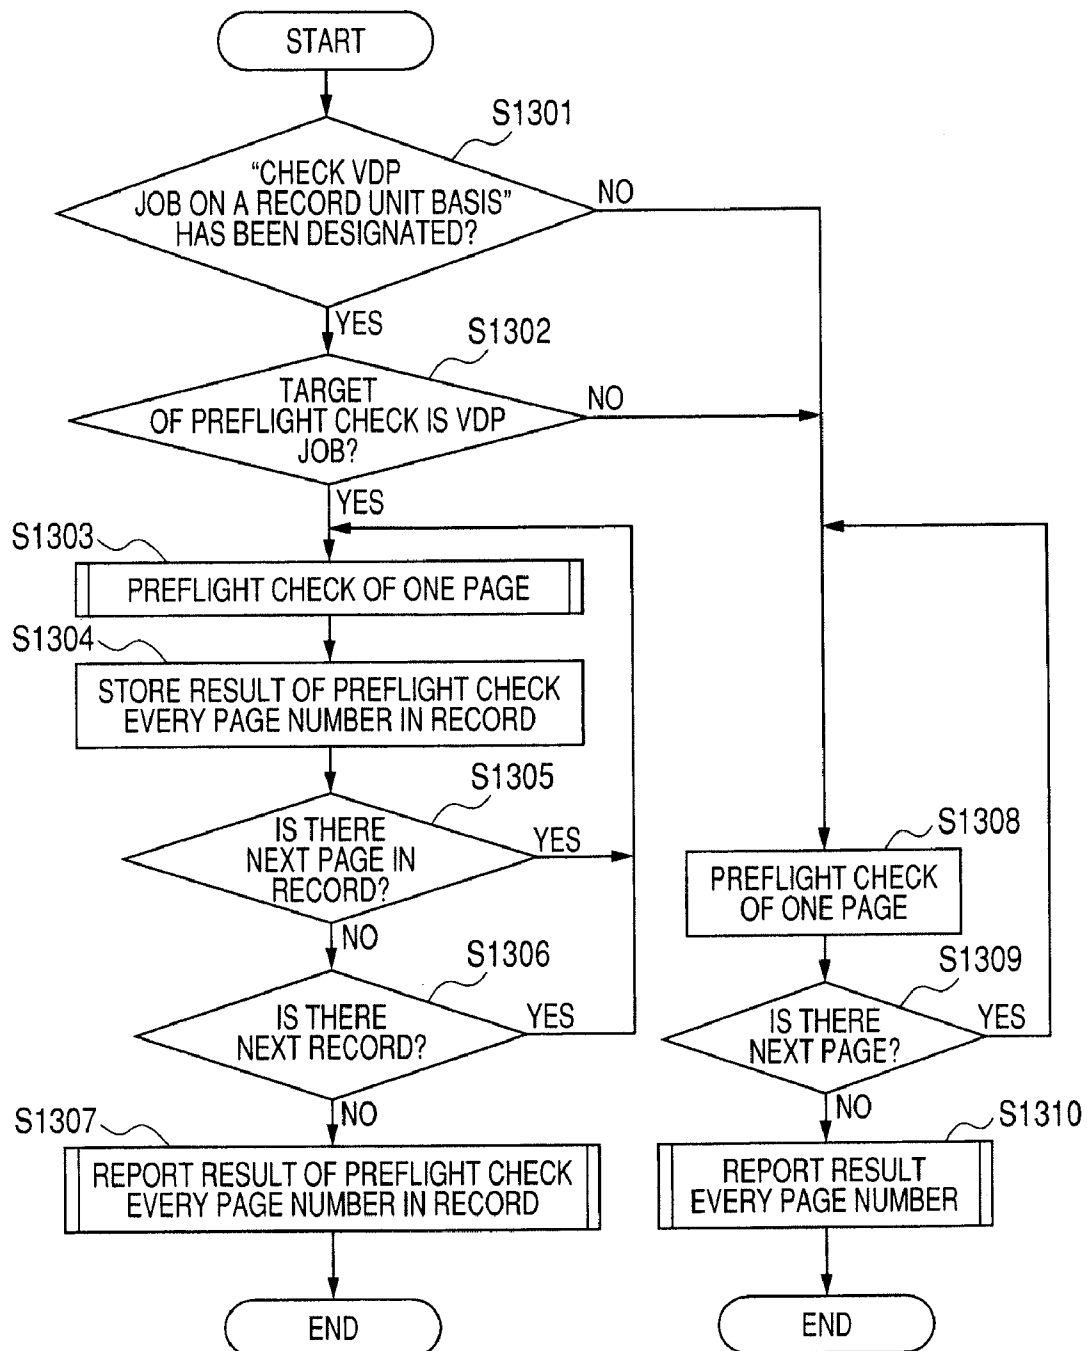 START
S1301
“CHECK VDP
JOB ON A RECORD UNIT BASIS”
HAS BEEN DESIGNATED?
NO
YES
S1302
TARGET
OF PREFLIGHT CHECK IS VDP
JOB?
NO
YES
S1303
PREFLIGHT CHECK OF ONE PAGE
S1304
STORE RESULT OF PREFLIGHT CHECK
EVERY PAGE NUMBER IN RECORD
S1305
IS THERE
NEXT PAGE IN
RECORD?
YES
NO
S1306
IS THERE
NEXT RECORD?
YES
NO
S1307
REPORT RESULT OF PREFLIGHT CHECK
EVERY PAGE NUMBER IN RECORD
END
S1308
PREFLIGHT CHECK
OF ONE PAGE
S1309
IS THERE
NEXT PAGE?
YES
NO
S1310
REPORT RESULT
EVERY PAGE NUMBER
END